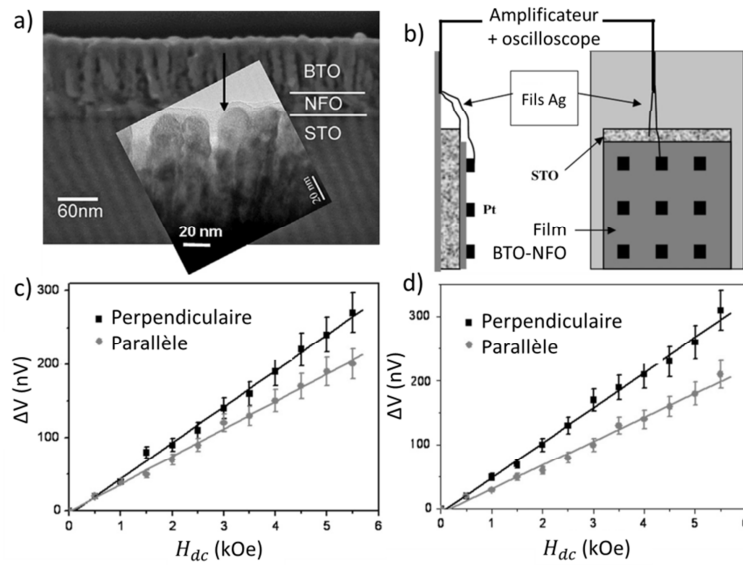 a)
BTO
NFO
STO
60nm
20 nm
20 nm
b)
Amplificateur
+ oscilloscope
Fils Ag
STO
Pt
Film
BTO-NFO
c)
300
200
100
0
ΔV (nV)
Perpendiculaire
Parallèle
0 1 2 3 4 5 6
H_dc (kOe)
d)
300
200
100
0
ΔV (nV)
Perpendiculaire
Parallèle
0 1 2 3 4 5 6
H_dc (kOe)